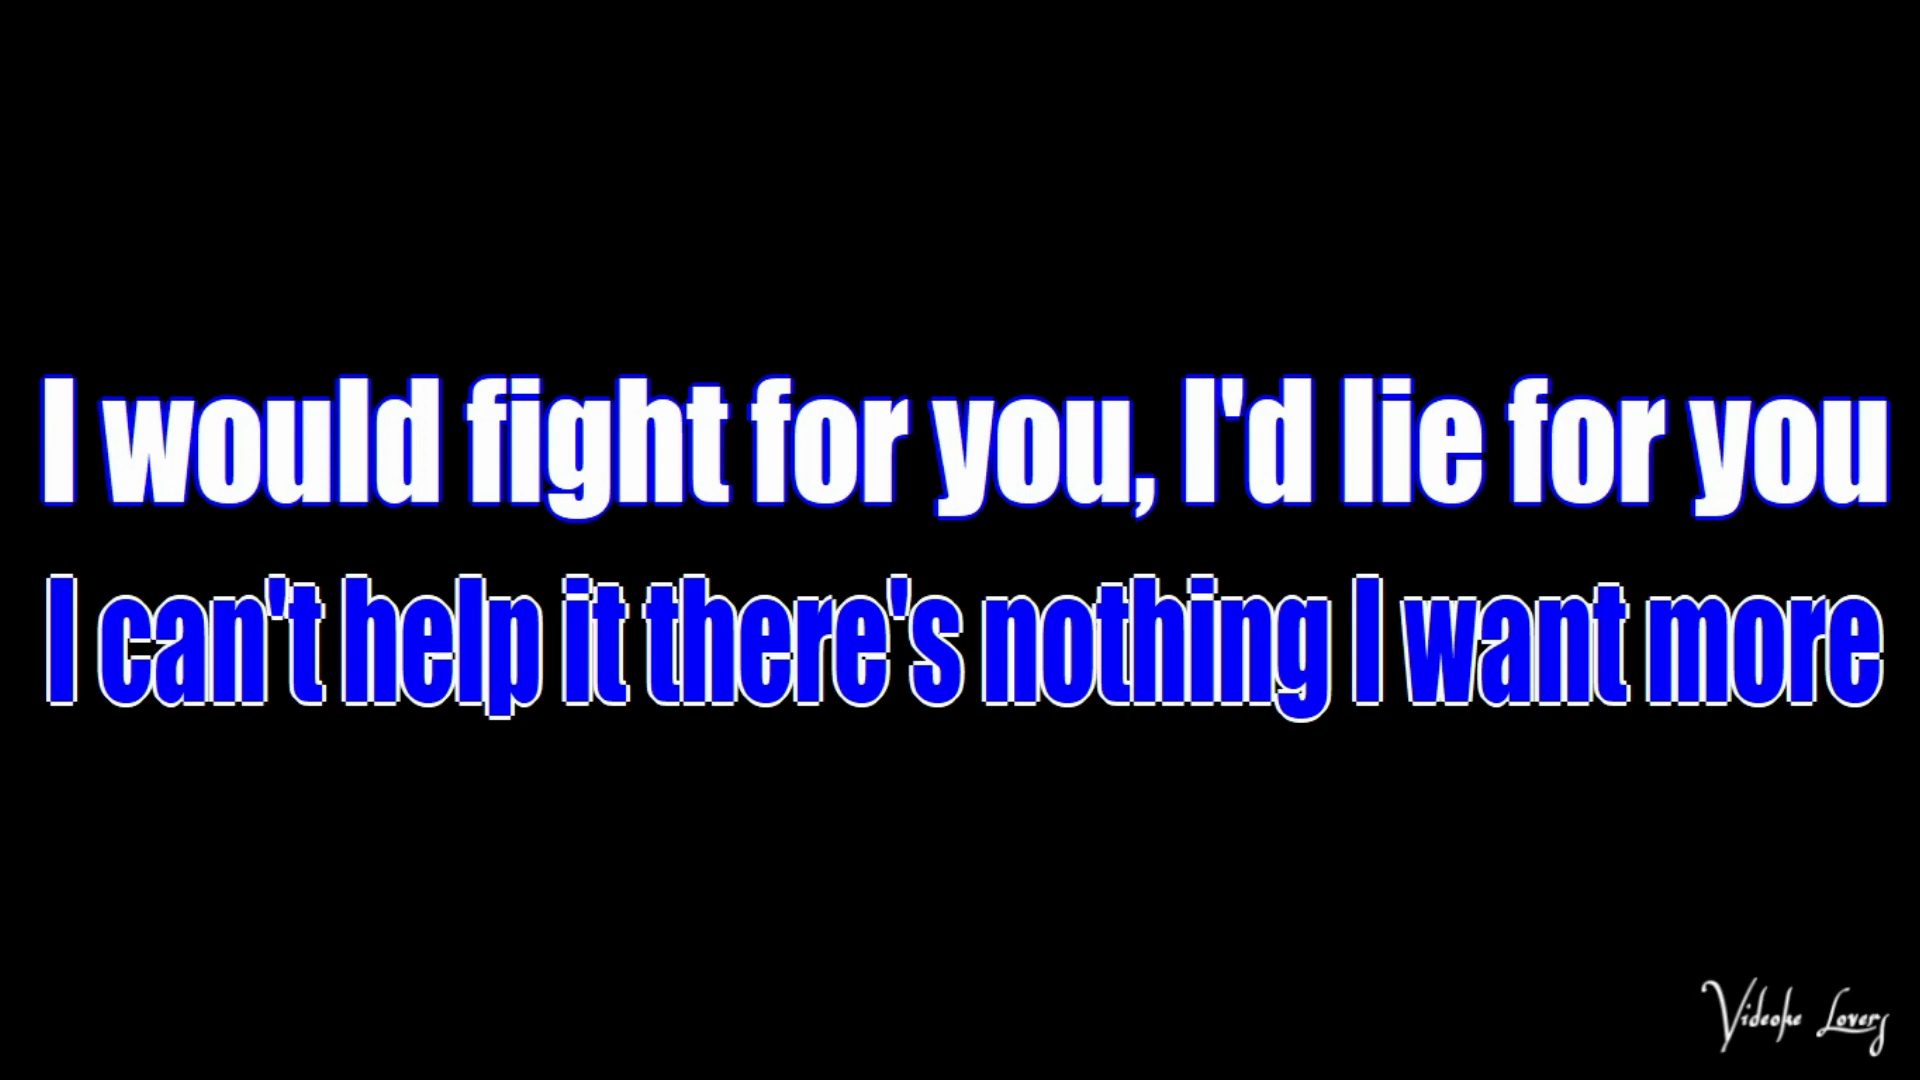 I would fight for you, I'd lie for you
I can't help it there's nothing I want more
Videoke Lovers